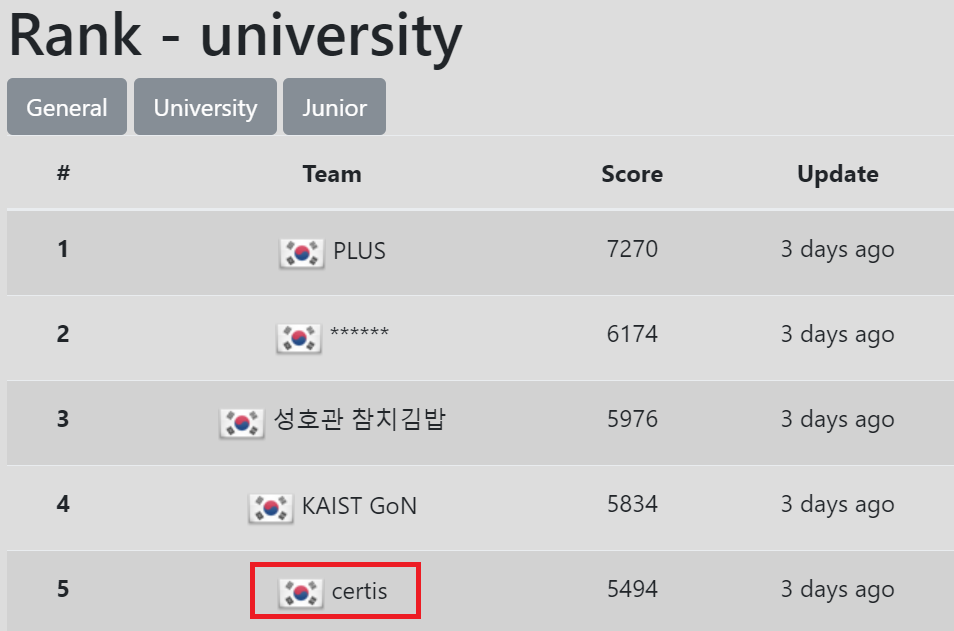 Rank - university
General University Junior
# Team Score Update
1 PLUS 7270 3 days ago
2 ****** 6174 3 days ago
3 성호관 참치김밥 5976 3 days ago
4 KAIST GoN 5834 3 days ago
5 certis 5494 3 days ago